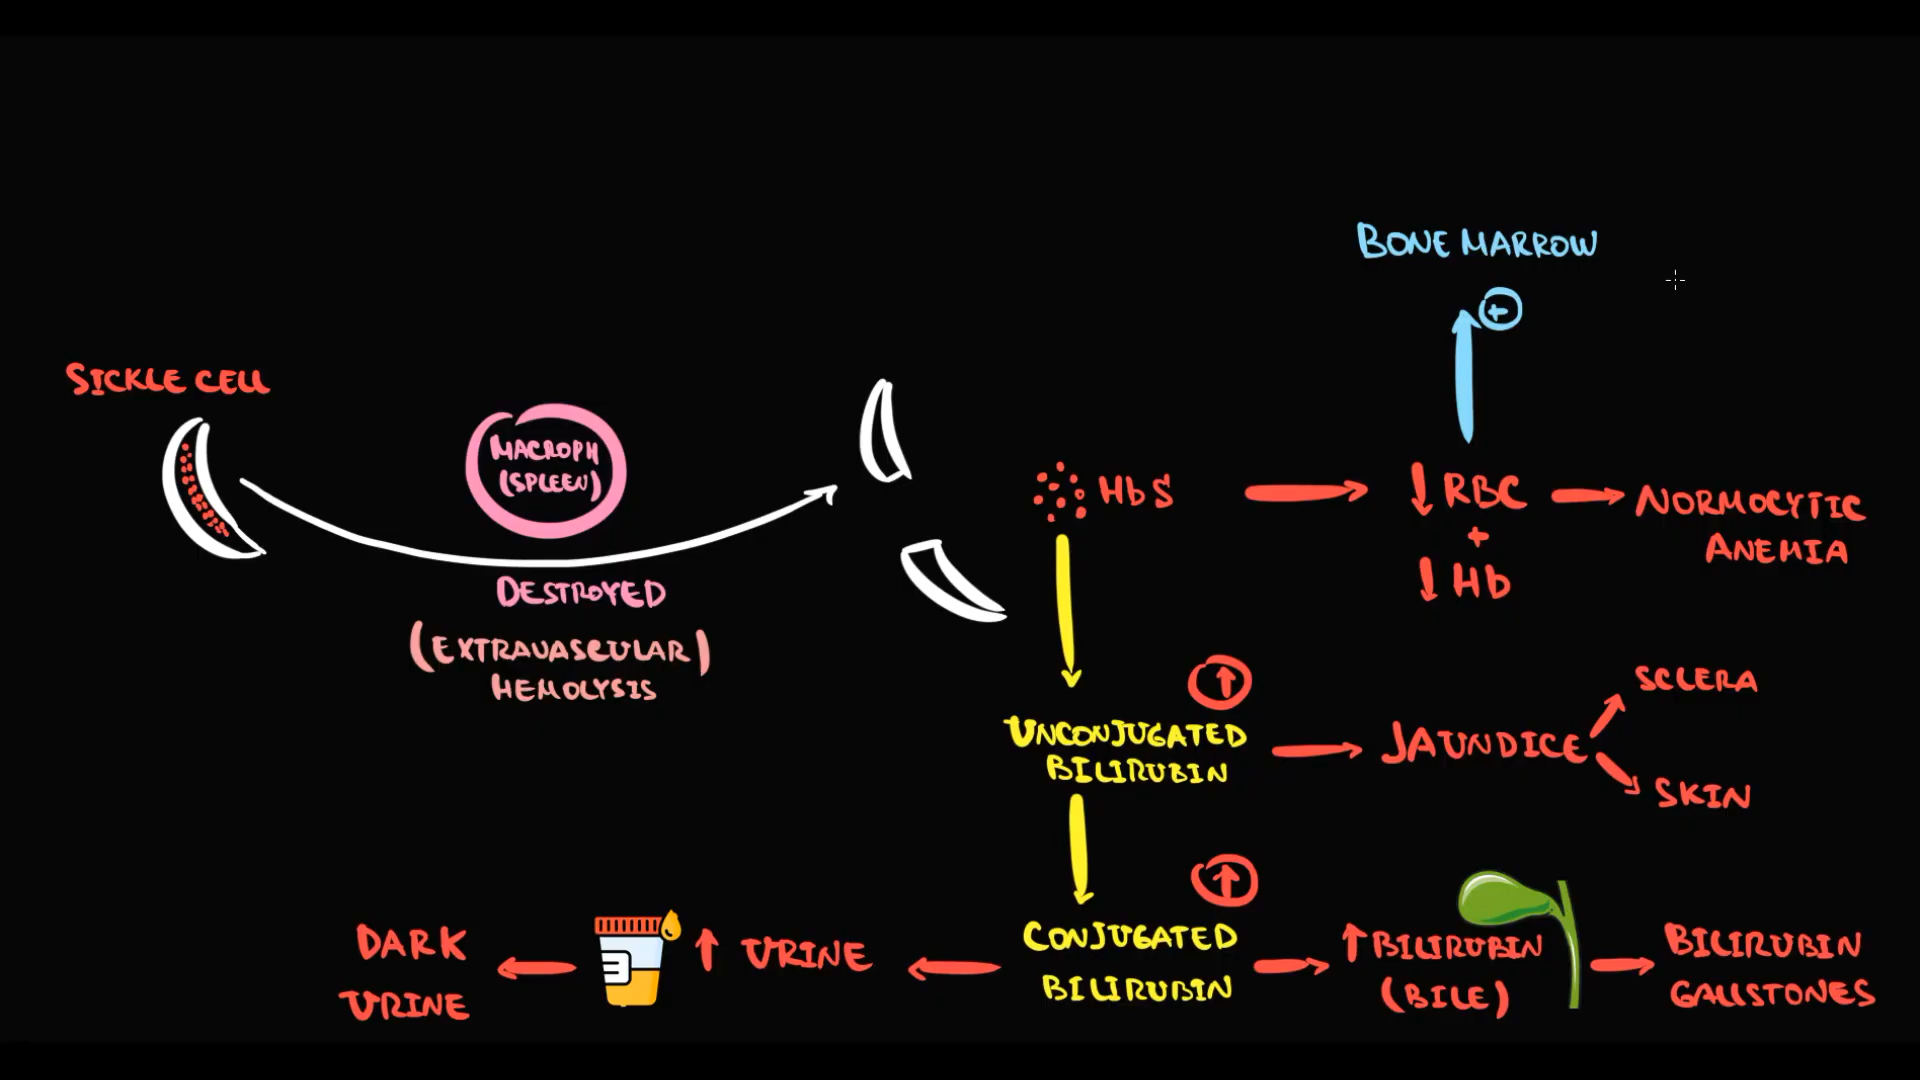 BONE MARROW
+
SICKLE CELL
MACROPH
(SPLEEN)
DESTROYED
(EXTRAVASCULAR)
HEMOLYSIS
HbS
↓ RBC
+
↓ Hb
NORMOCYTIC
ANEMIA
↑
UNCONJUGATED
BILIRUBIN
JAUNDICE
SCLERA
SKIN
↑
CONJUGATED
BILIRUBIN
↑ BILIRUBIN
(BILE)
BILIRUBIN
GALLSTONES
↑ URINE
DARK
URINE